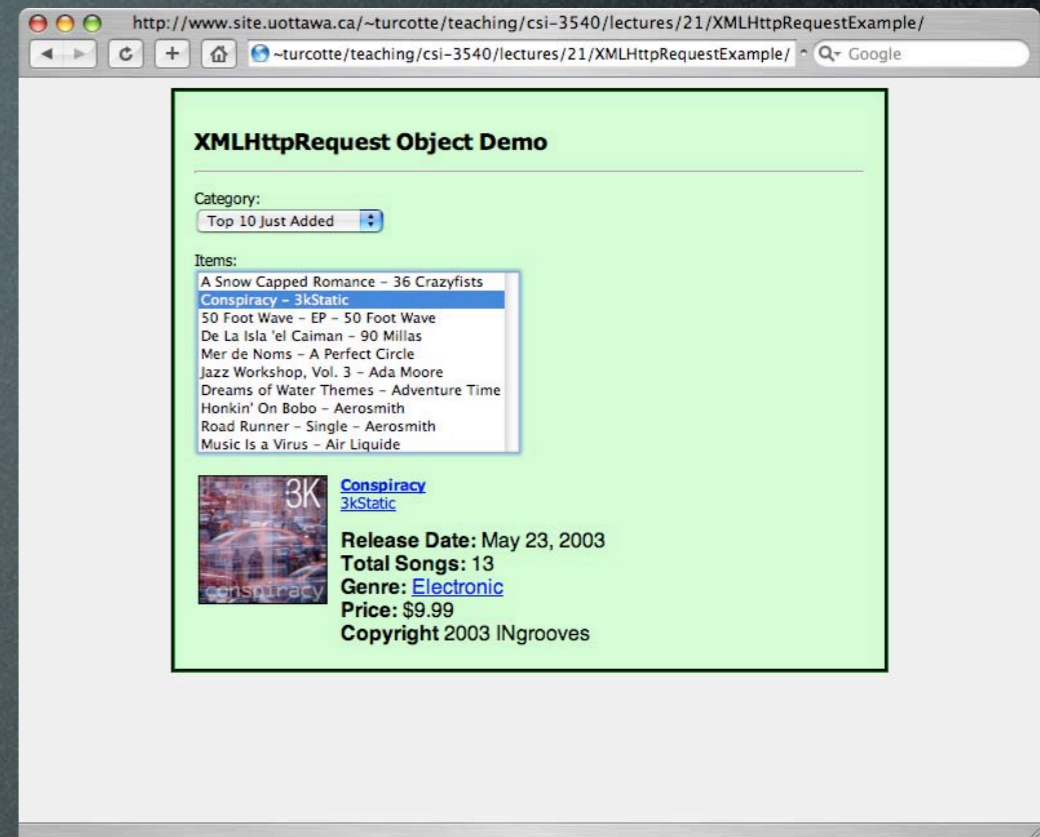 http://www.site.uottawa.ca/~turcotte/teaching/csi-3540/lectures/21/XMLHttpRequestExample/
~turcotte/teaching/csi-3540/lectures/21/XMLHttpRequestExample/
Google
XMLHttpRequest Object Demo
Category:
Top 10 Just Added
Items:
A Snow Capped Romance – 36 Crazyfists
Conspiracy – 3kStatic
50 Foot Wave – EP – 50 Foot Wave
De La Isla 'el Caiman – 90 Millas
Mer de Noms – A Perfect Circle
Jazz Workshop, Vol. 3 – Ada Moore
Dreams of Water Themes – Adventure Time
Honkin' On Bobo – Aerosmith
Road Runner – Single – Aerosmith
Music Is a Virus – Air Liquide
3K
conspiracy
Conspiracy
3kStatic
Release Date: May 23, 2003
Total Songs: 13
Genre: Electronic
Price: $9.99
Copyright 2003 INgrooves